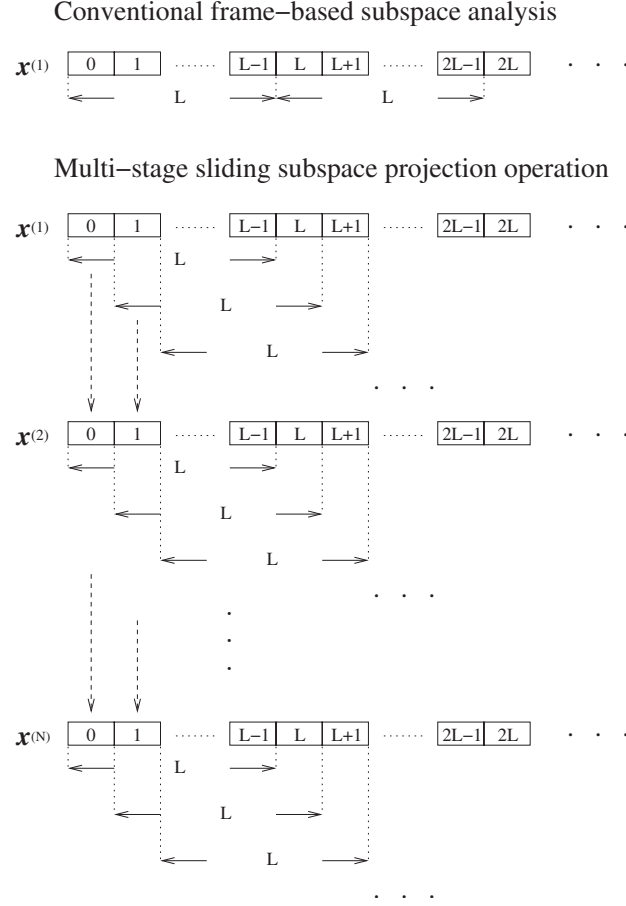 Conventional frame−based subspace analysis
x(1) 0 1 ........ L−1 L L+1 ........ 2L−1 2L . . .
L L
Multi−stage sliding subspace projection operation
x(1) 0 1 ........ L−1 L L+1 ........ 2L−1 2L . . .
L
L
L
. . .
x(2) 0 1 ........ L−1 L L+1 ........ 2L−1 2L . . .
L
L
L
. . .
x(N) 0 1 ........ L−1 L L+1 ........ 2L−1 2L . . .
L
L
L
. . .